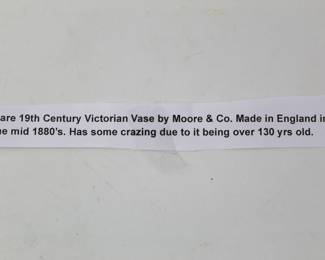 are 19th Century Victorian Vase by Moore & Co. Made in England in
e mid 1880's. Has some crazing due to it being over 130 yrs old.